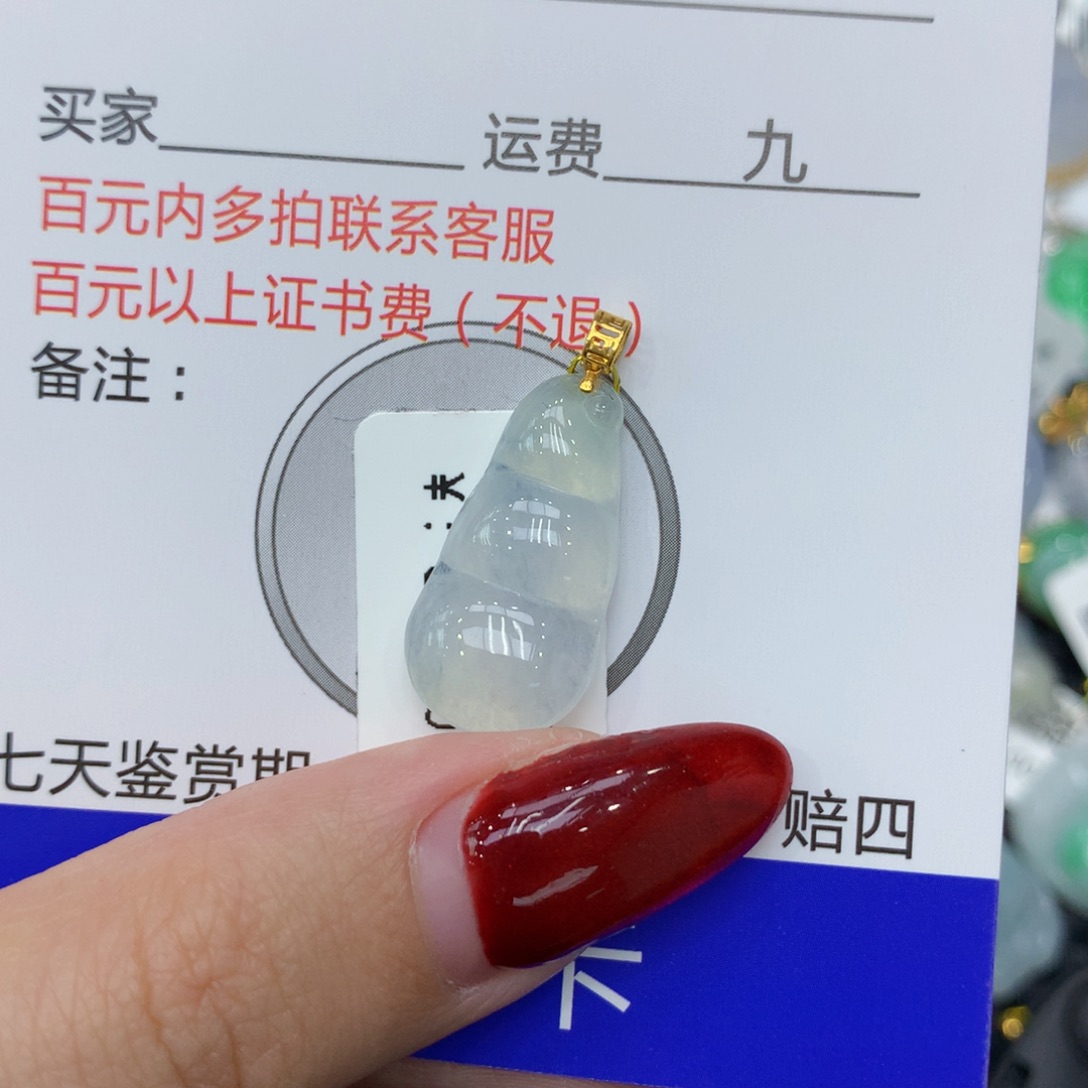 买家 运费 九
百元内多拍联系客服
百元以上证书费（不退）
备注：
七天鉴赏期
赔四